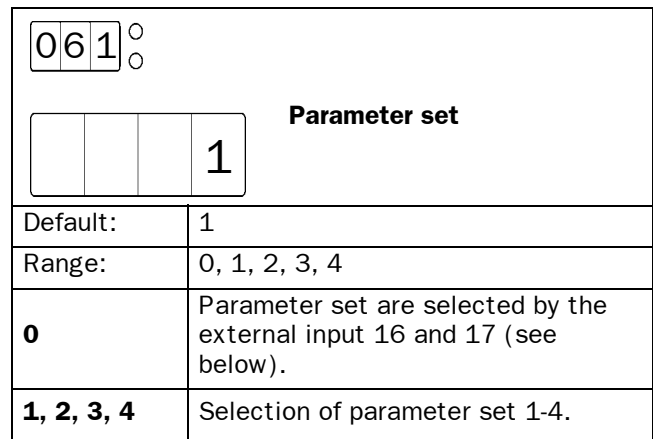 061
Parameter set
1
Default: 1
Range: 0, 1, 2, 3, 4
0 Parameter set are selected by the
external input 16 and 17 (see
below).
1, 2, 3, 4 Selection of parameter set 1-4.